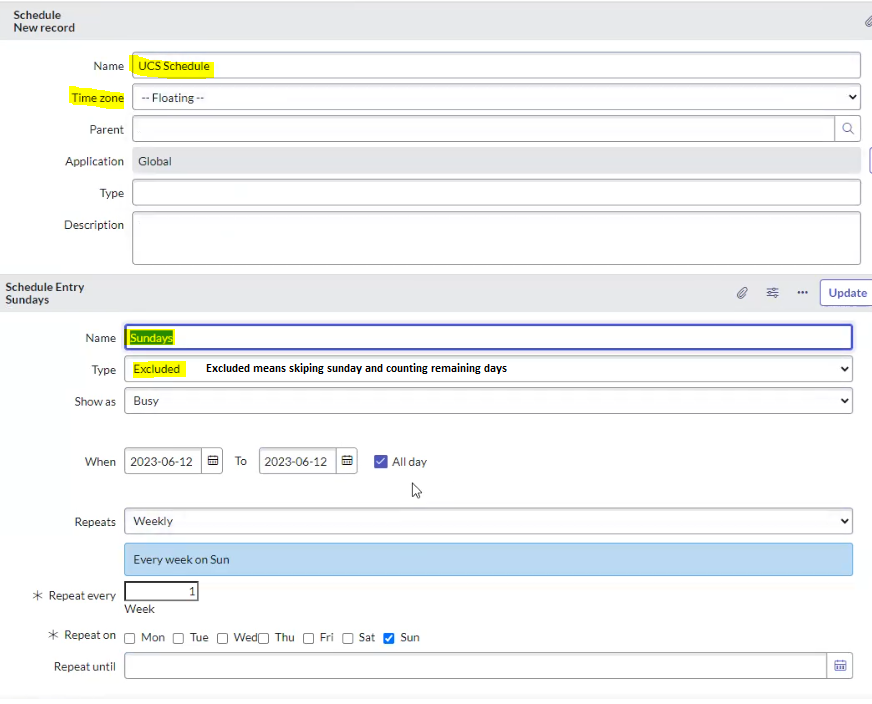 Schedule
New record
Name UCS Schedule
Time zone -- Floating --
Parent
Application Global
Type
Description
Schedule Entry
Sundays
Update
Name Sundays
Type Excluded Excluded means skiping sunday and counting remaining days
Show as Busy
When 2023-06-12 To 2023-06-12 All day
Repeats Weekly
Every week on Sun
Repeat every 1
Week
Repeat on Mon Tue Wed Thu Fri Sat Sun
Repeat until